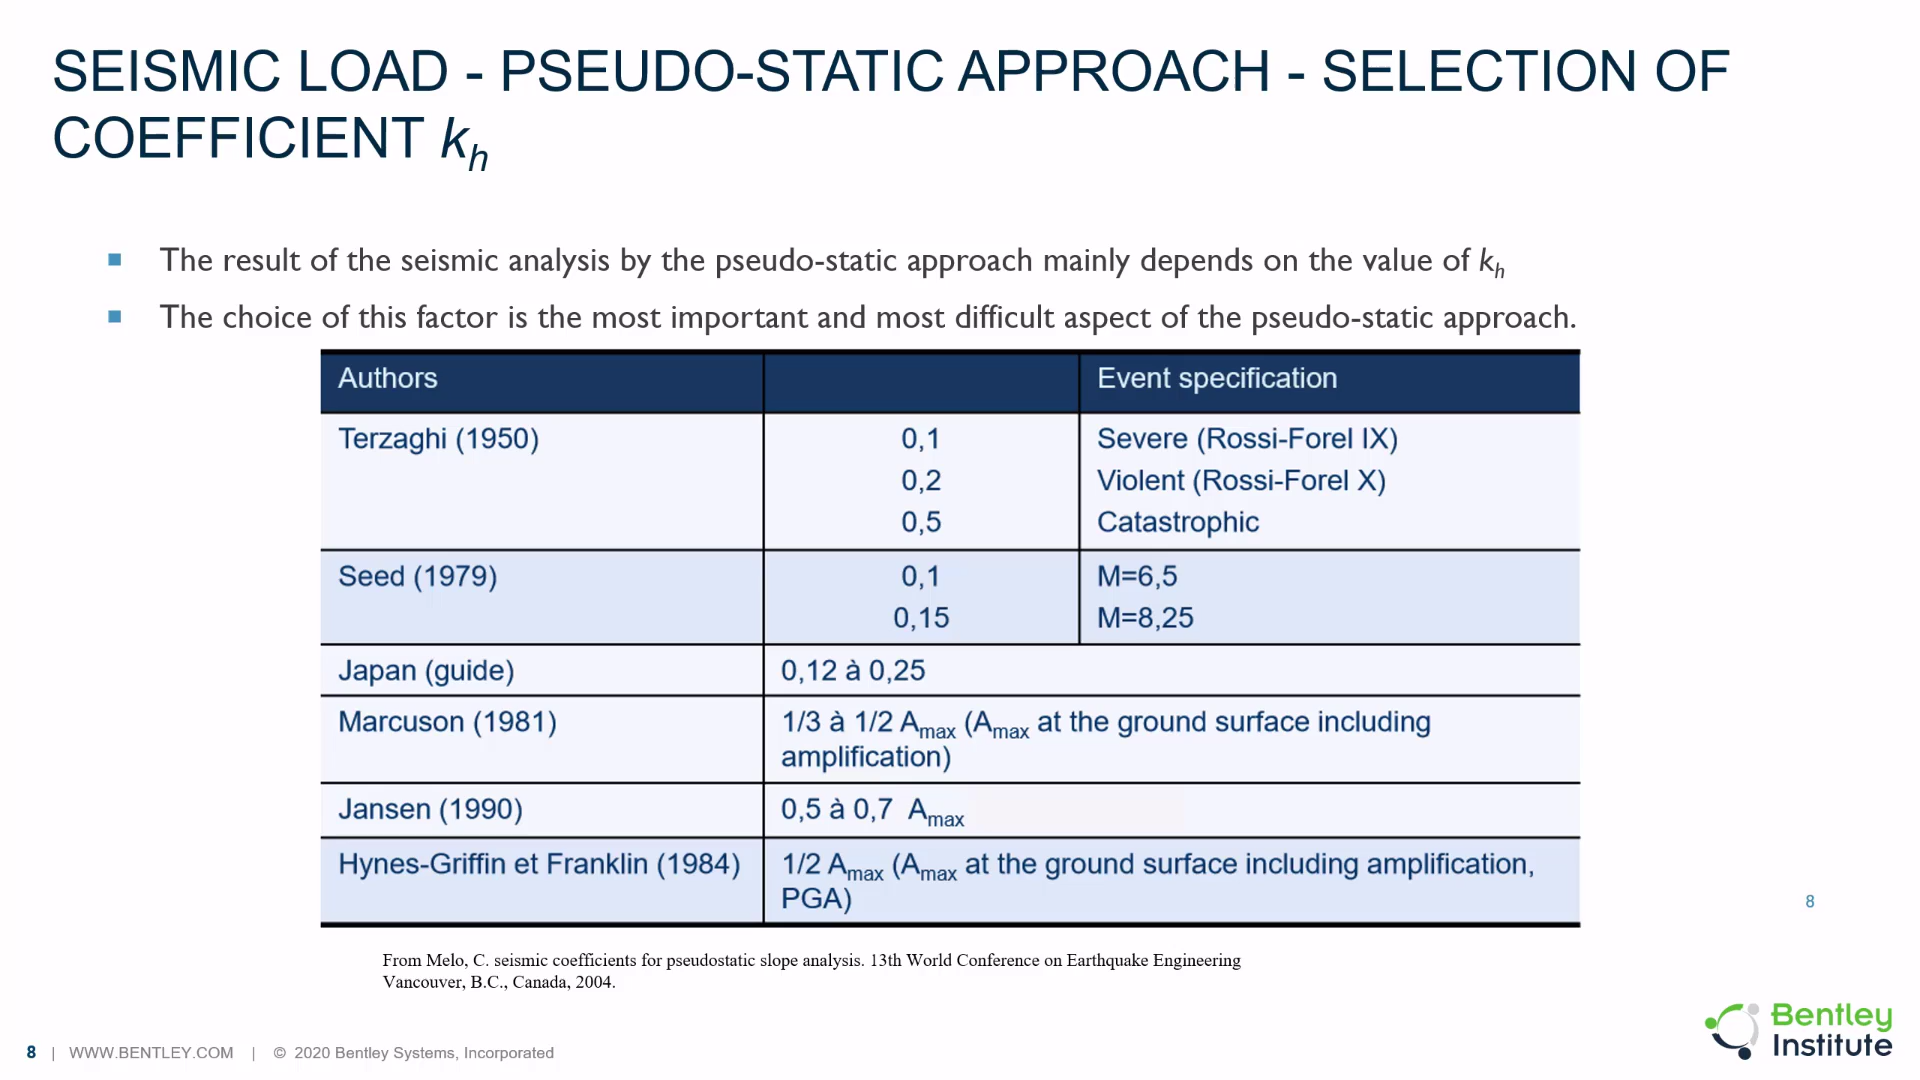 SEISMIC LOAD - PSEUDO-STATIC APPROACH - SELECTION OF
COEFFICIENT kh
▪ The result of the seismic analysis by the pseudo-static approach mainly depends on the value of kh
▪ The choice of this factor is the most important and most difficult aspect of the pseudo-static approach.
Authors Event specification
Terzaghi (1950) 0,1 Severe (Rossi-Forel IX)
0,2 Violent (Rossi-Forel X)
0,5 Catastrophic
Seed (1979) 0,1 M=6,5
0,15 M=8,25
Japan (guide) 0,12 à 0,25
Marcuson (1981) 1/3 à 1/2 Amax (Amax at the ground surface including
amplification)
Jansen (1990) 0,5 à 0,7 Amax
Hynes-Griffin et Franklin (1984) 1/2 Amax (Amax at the ground surface including amplification,
PGA)
8
From Melo, C. seismic coefficients for pseudostatic slope analysis. 13th World Conference on Earthquake Engineering
Vancouver, B.C., Canada, 2004.
8 | WWW.BENTLEY.COM | © 2020 Bentley Systems, Incorporated
Bentley
Institute